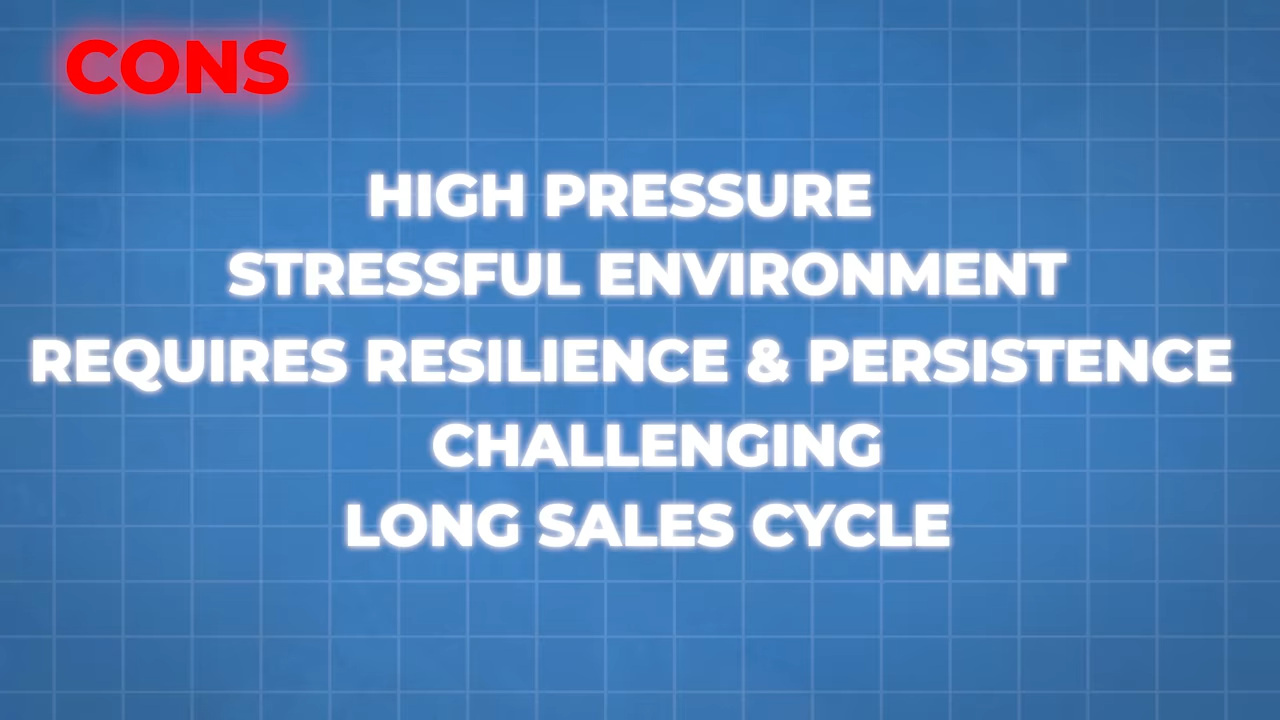 CONS
HIGH PRESSURE
STRESSFUL ENVIRONMENT
REQUIRES RESILIENCE & PERSISTENCE
CHALLENGING
LONG SALES CYCLE